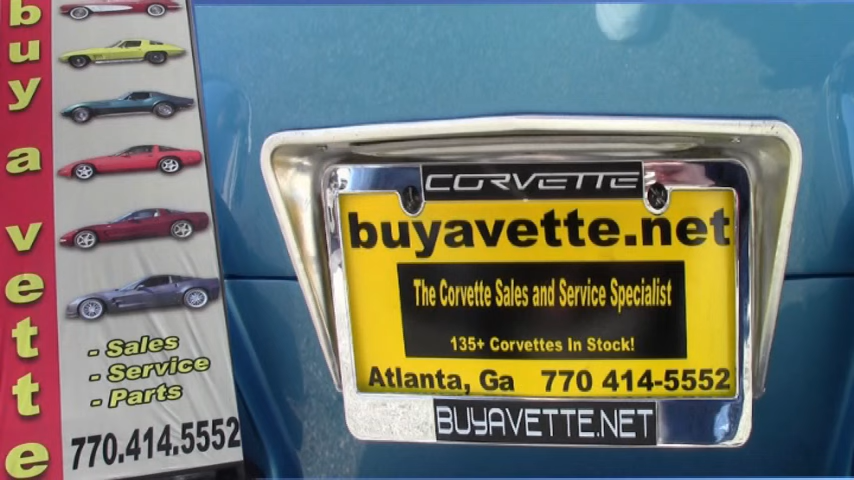 buy a vette
- Sales
- Service
- Parts
770.414.5552
CORVETTE
buyavette.net
The Corvette Sales and Service Specialist
135+ Corvettes In Stock!
Atlanta, Ga 770 414-5552
BUYAVETTE.NET